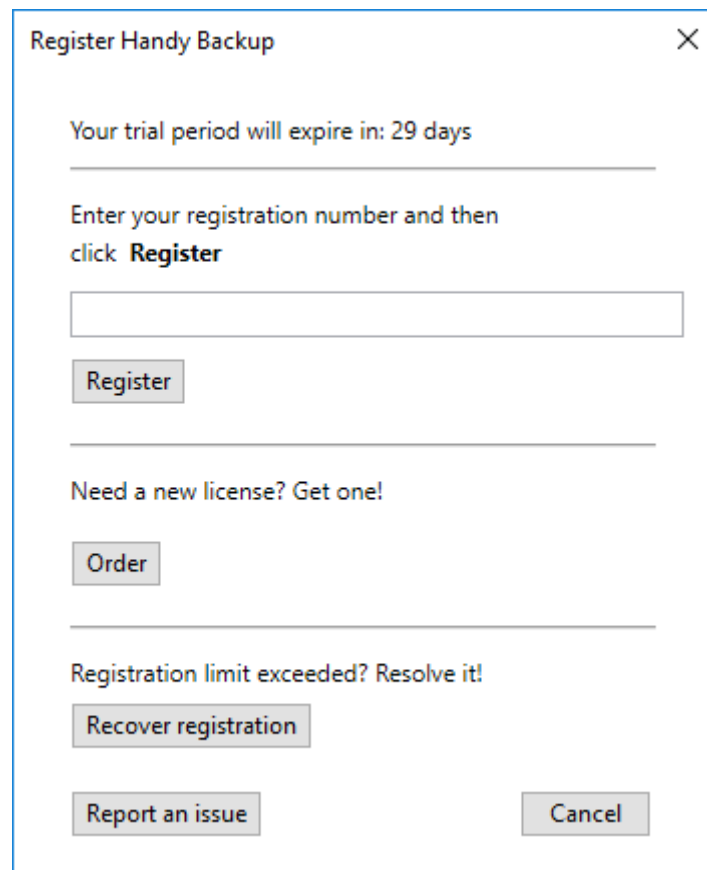 Register Handy Backup
Your trial period will expire in: 29 days
Enter your registration number and then
click Register
Register
Need a new license? Get one!
Order
Registration limit exceeded? Resolve it!
Recover registration
Report an issue
Cancel